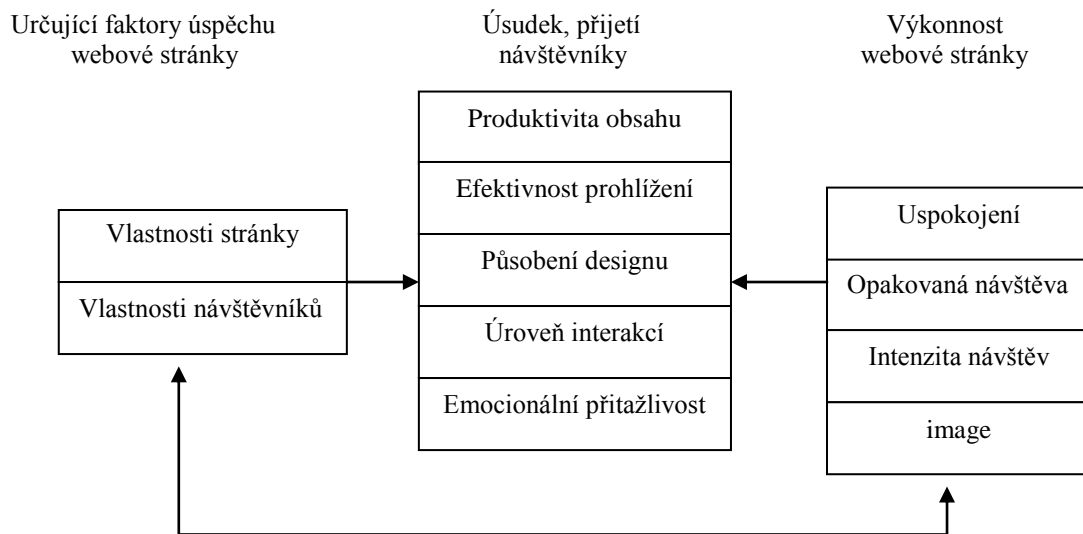 Určující faktory úspěchu
webové stránky
Úsudek, přijetí
návštěvníky
Výkonnost
webové stránky
Vlastnosti stránky
Vlastnosti návštěvníků
Produktivita obsahu
Efektivnost prohlížení
Působení designu
Úroveň interakcí
Emocionální přitažlivost
Uspokojení
Opakovaná návštěva
Intenzita návštěv
image